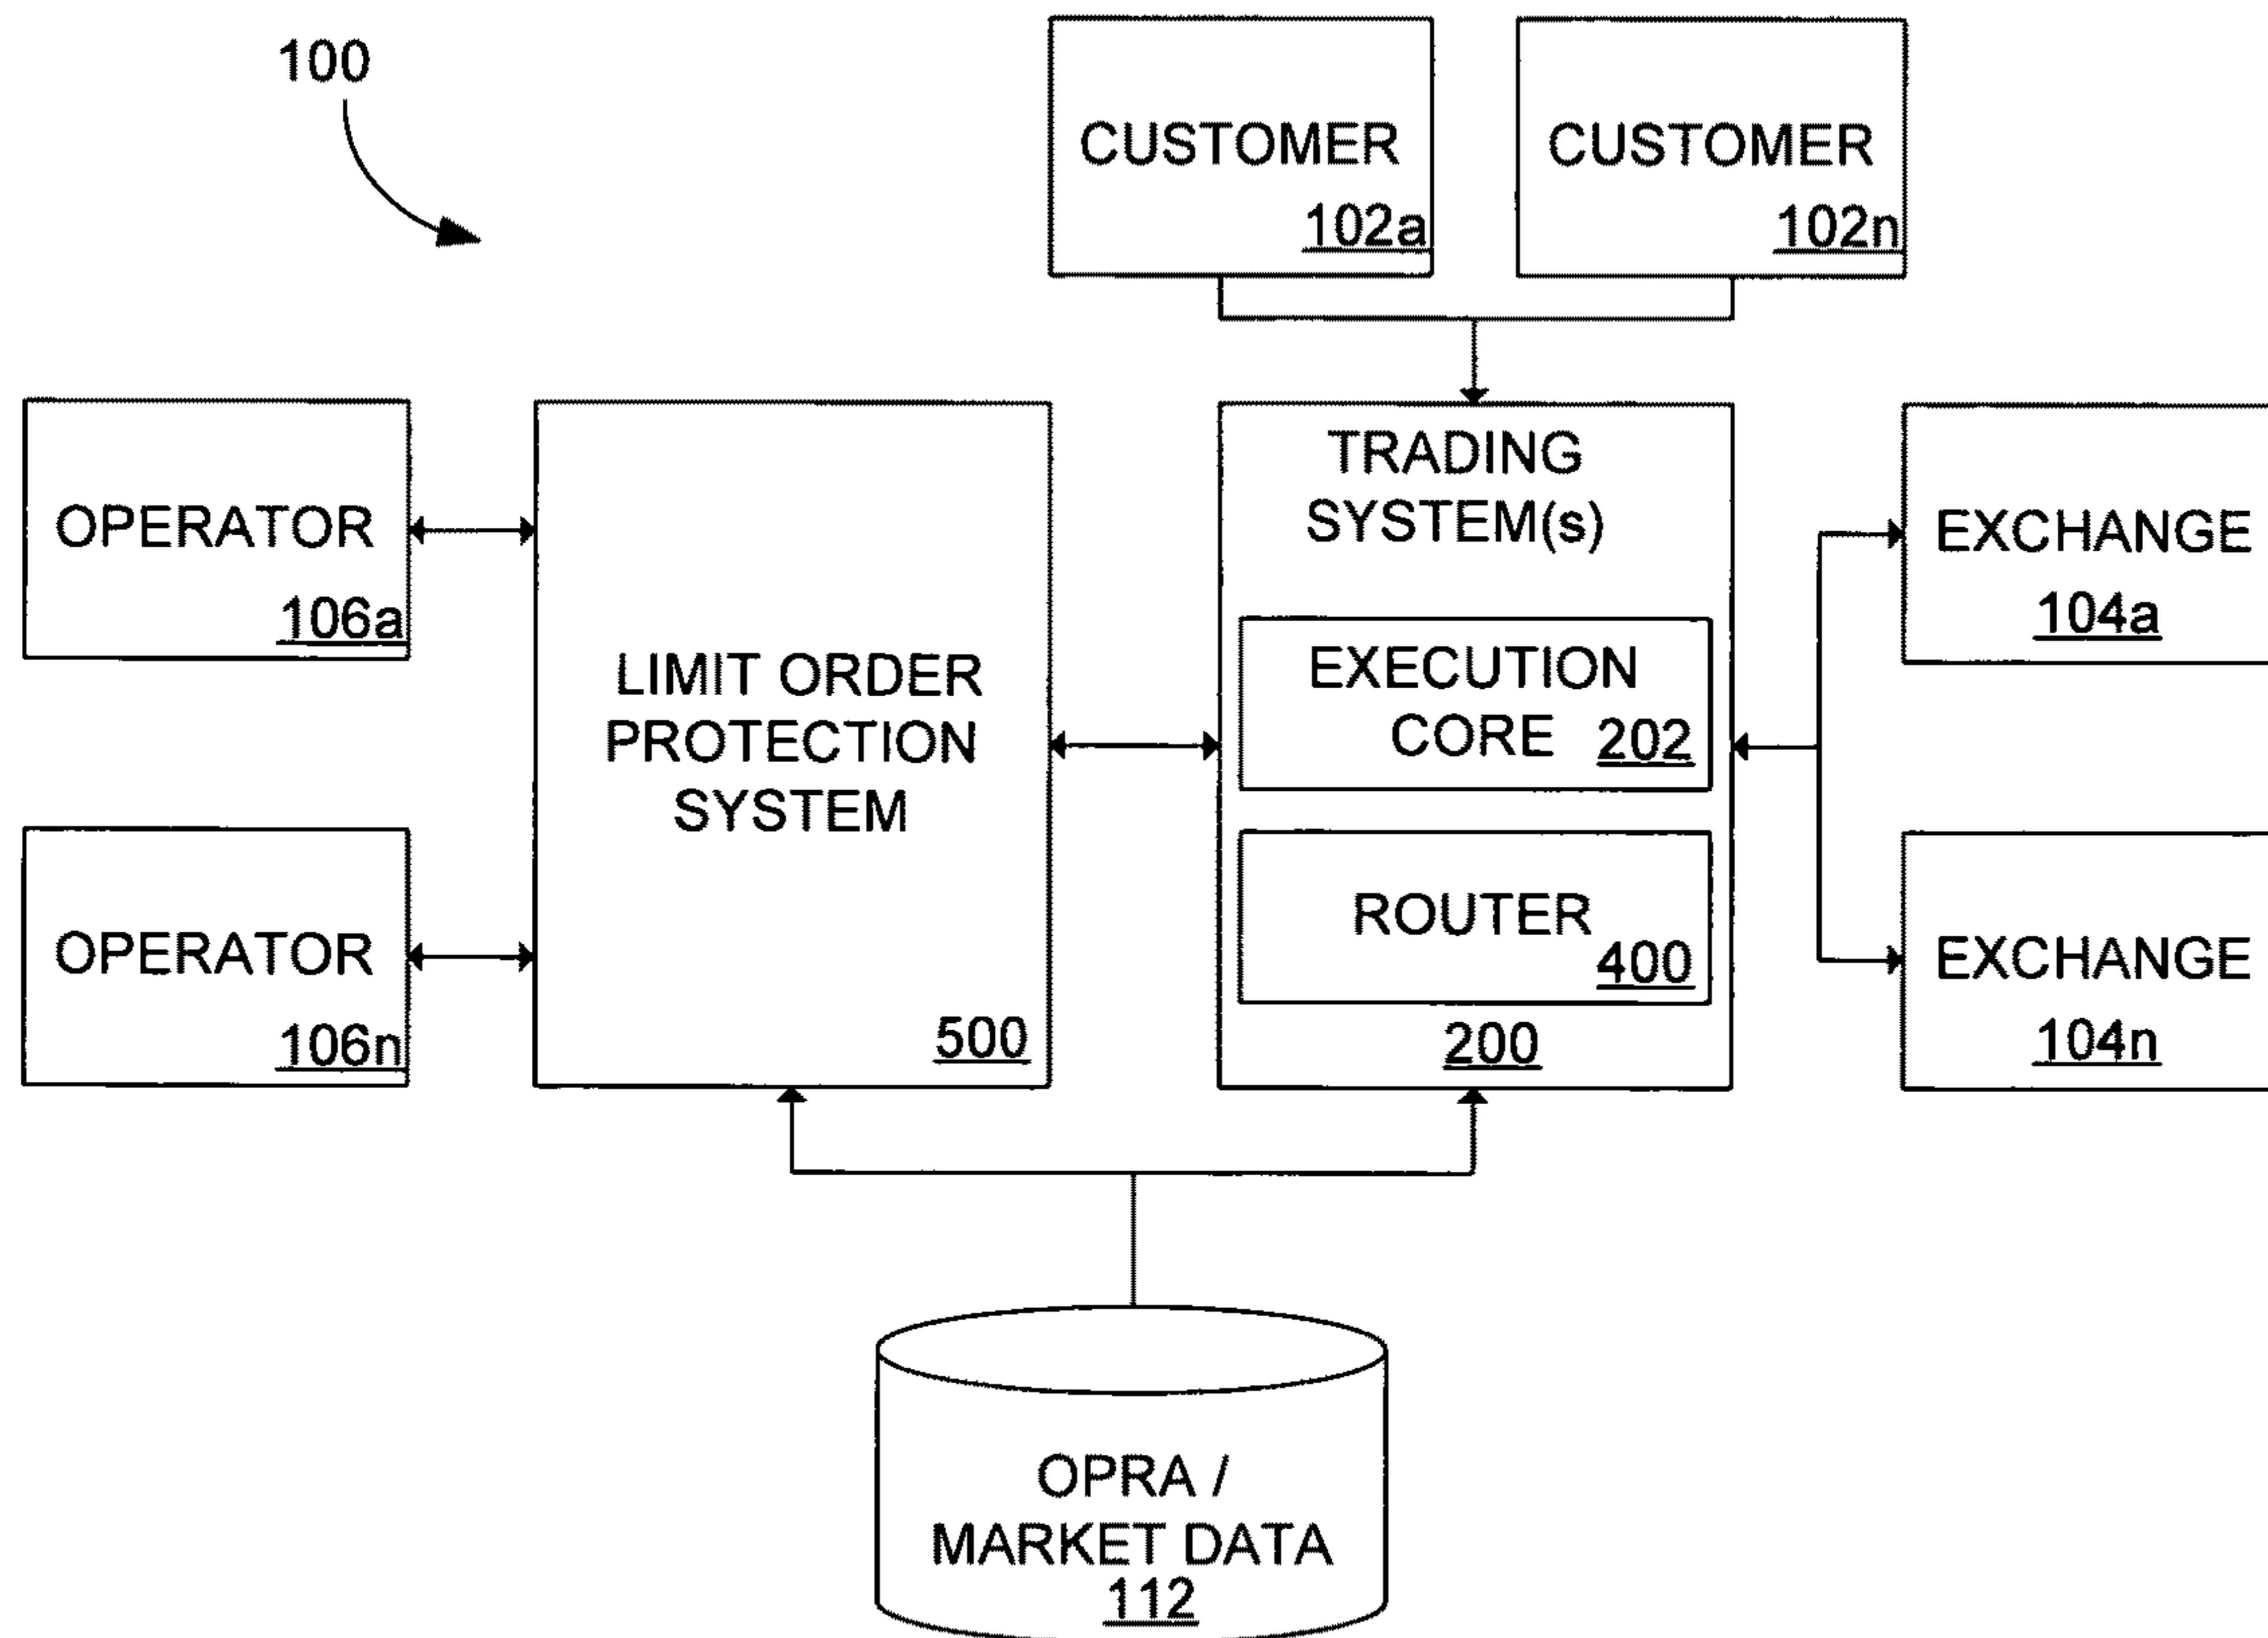 100
CUSTOMER
102a
CUSTOMER
102n
OPERATOR
106a
OPERATOR
106n
LIMIT ORDER
PROTECTION
SYSTEM
500
TRADING
SYSTEM(s)
EXECUTION
CORE 202
ROUTER
400
200
EXCHANGE
104a
EXCHANGE
104n
OPRA /
MARKET DATA
112